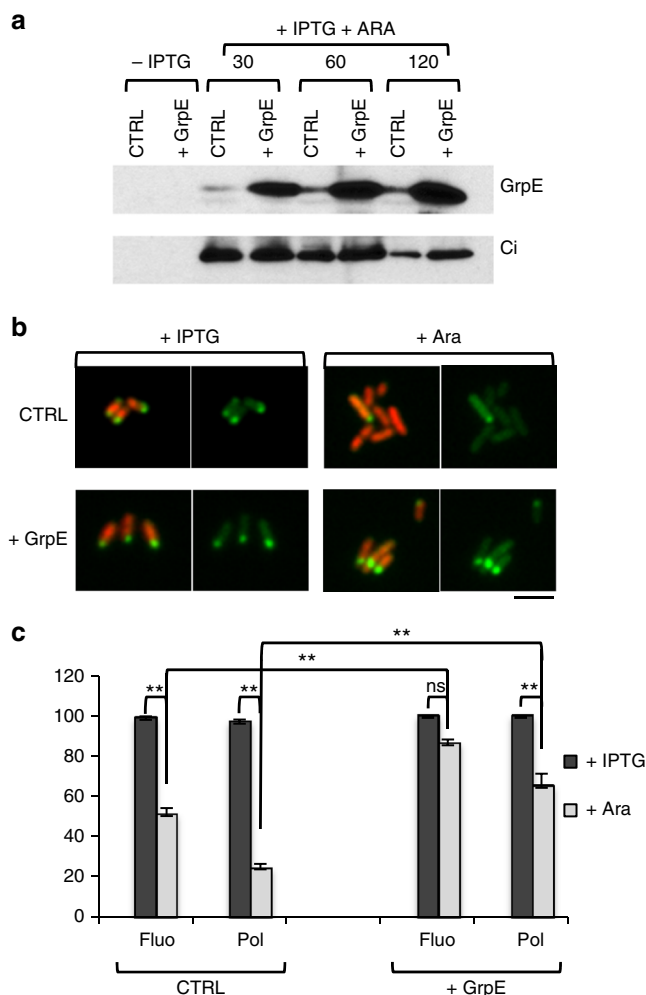 a
+ IPTG + ARA
– IPTG 30 60 120
CTRL + GrpE CTRL + GrpE CTRL + GrpE CTRL + GrpE
GrpE
Ci
b
+ IPTG + Ara
CTRL
+ GrpE
c
** **
** ** ns **
120
100
80
60
40
20
0
+ IPTG
+ Ara
Fluo Pol Fluo Pol
CTRL + GrpE